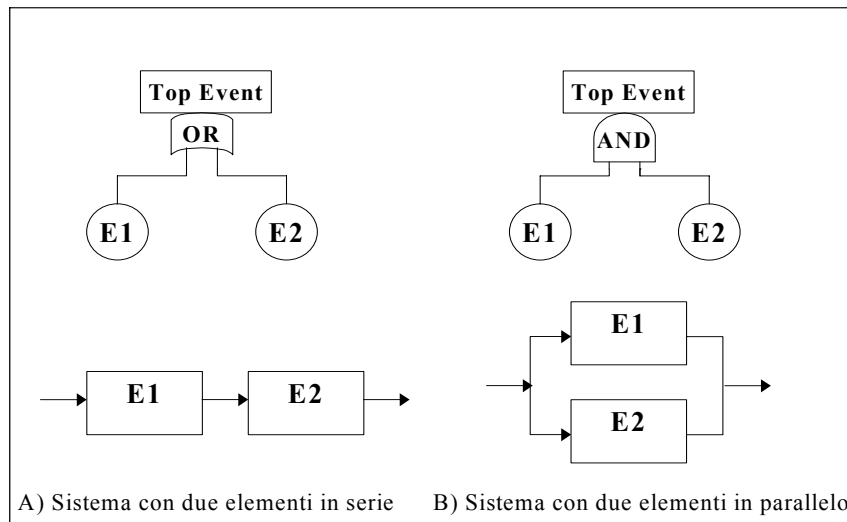 Top Event
OR
E1
E2
Top Event
AND
E1
E2
E1
E2
E1
E2
A) Sistema con due elementi in serie
B) Sistema con due elementi in parallelo